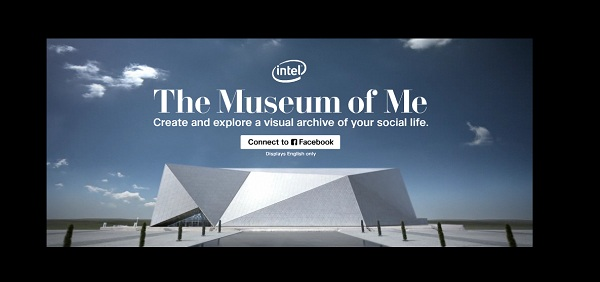 intel
The Museum of Me
Create and explore a visual archive of your social life.
Connect to f Facebook
Displays English only